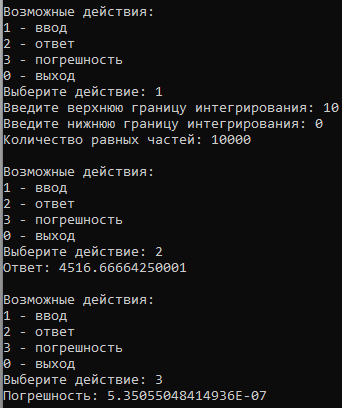 Возможные действия:
1 - ввод
2 - ответ
3 - погрешность
0 - выход
Выберите действие: 1
Введите верхнюю границу интегрирования: 10
Введите нижнюю границу интегрирования: 0
Количество равных частей: 10000

Возможные действия:
1 - ввод
2 - ответ
3 - погрешность
0 - выход
Выберите действие: 2
Ответ: 4516.66664250001

Возможные действия:
1 - ввод
2 - ответ
3 - погрешность
0 - выход
Выберите действие: 3
Погрешность: 5.35055048414936E-07